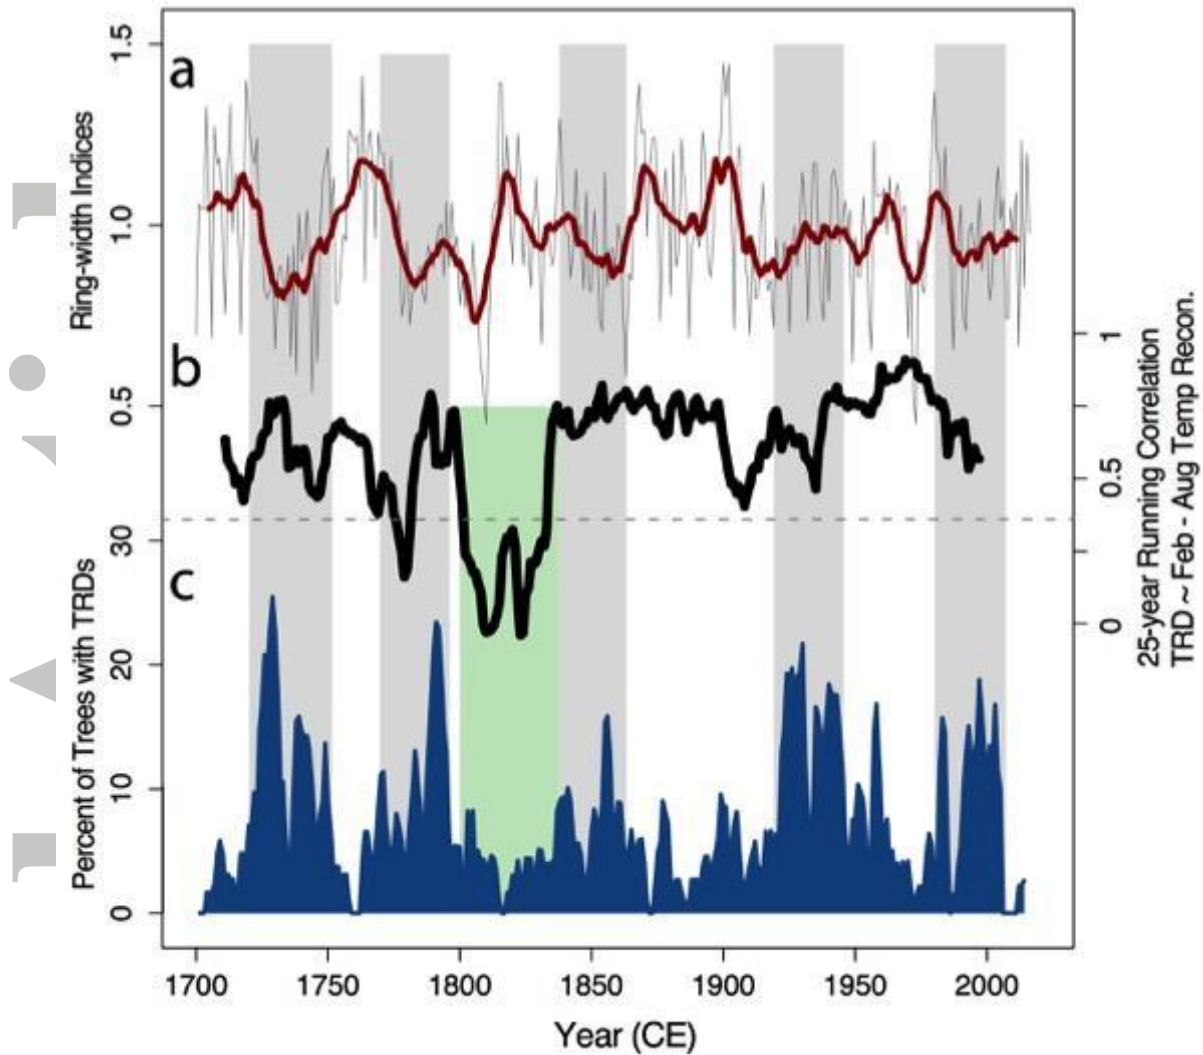 a
1.5
1.0
0.5
Ring-width Indices
b
1
0.5
0
25-year Running Correlation
TRD ~ Feb - Aug Temp Recon.
c
30
20
10
0
Percent of Trees with TRDs
1700 1750 1800 1850 1900 1950 2000
Year (CE)